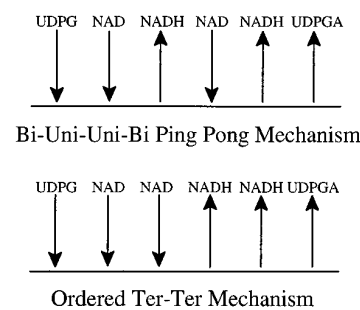 UDPG NAD NADH NAD NADH UDPGA
Bi-Uni-Uni-Bi Ping Pong Mechanism
UDPG NAD NAD NADH NADH UDPGA
Ordered Ter-Ter Mechanism